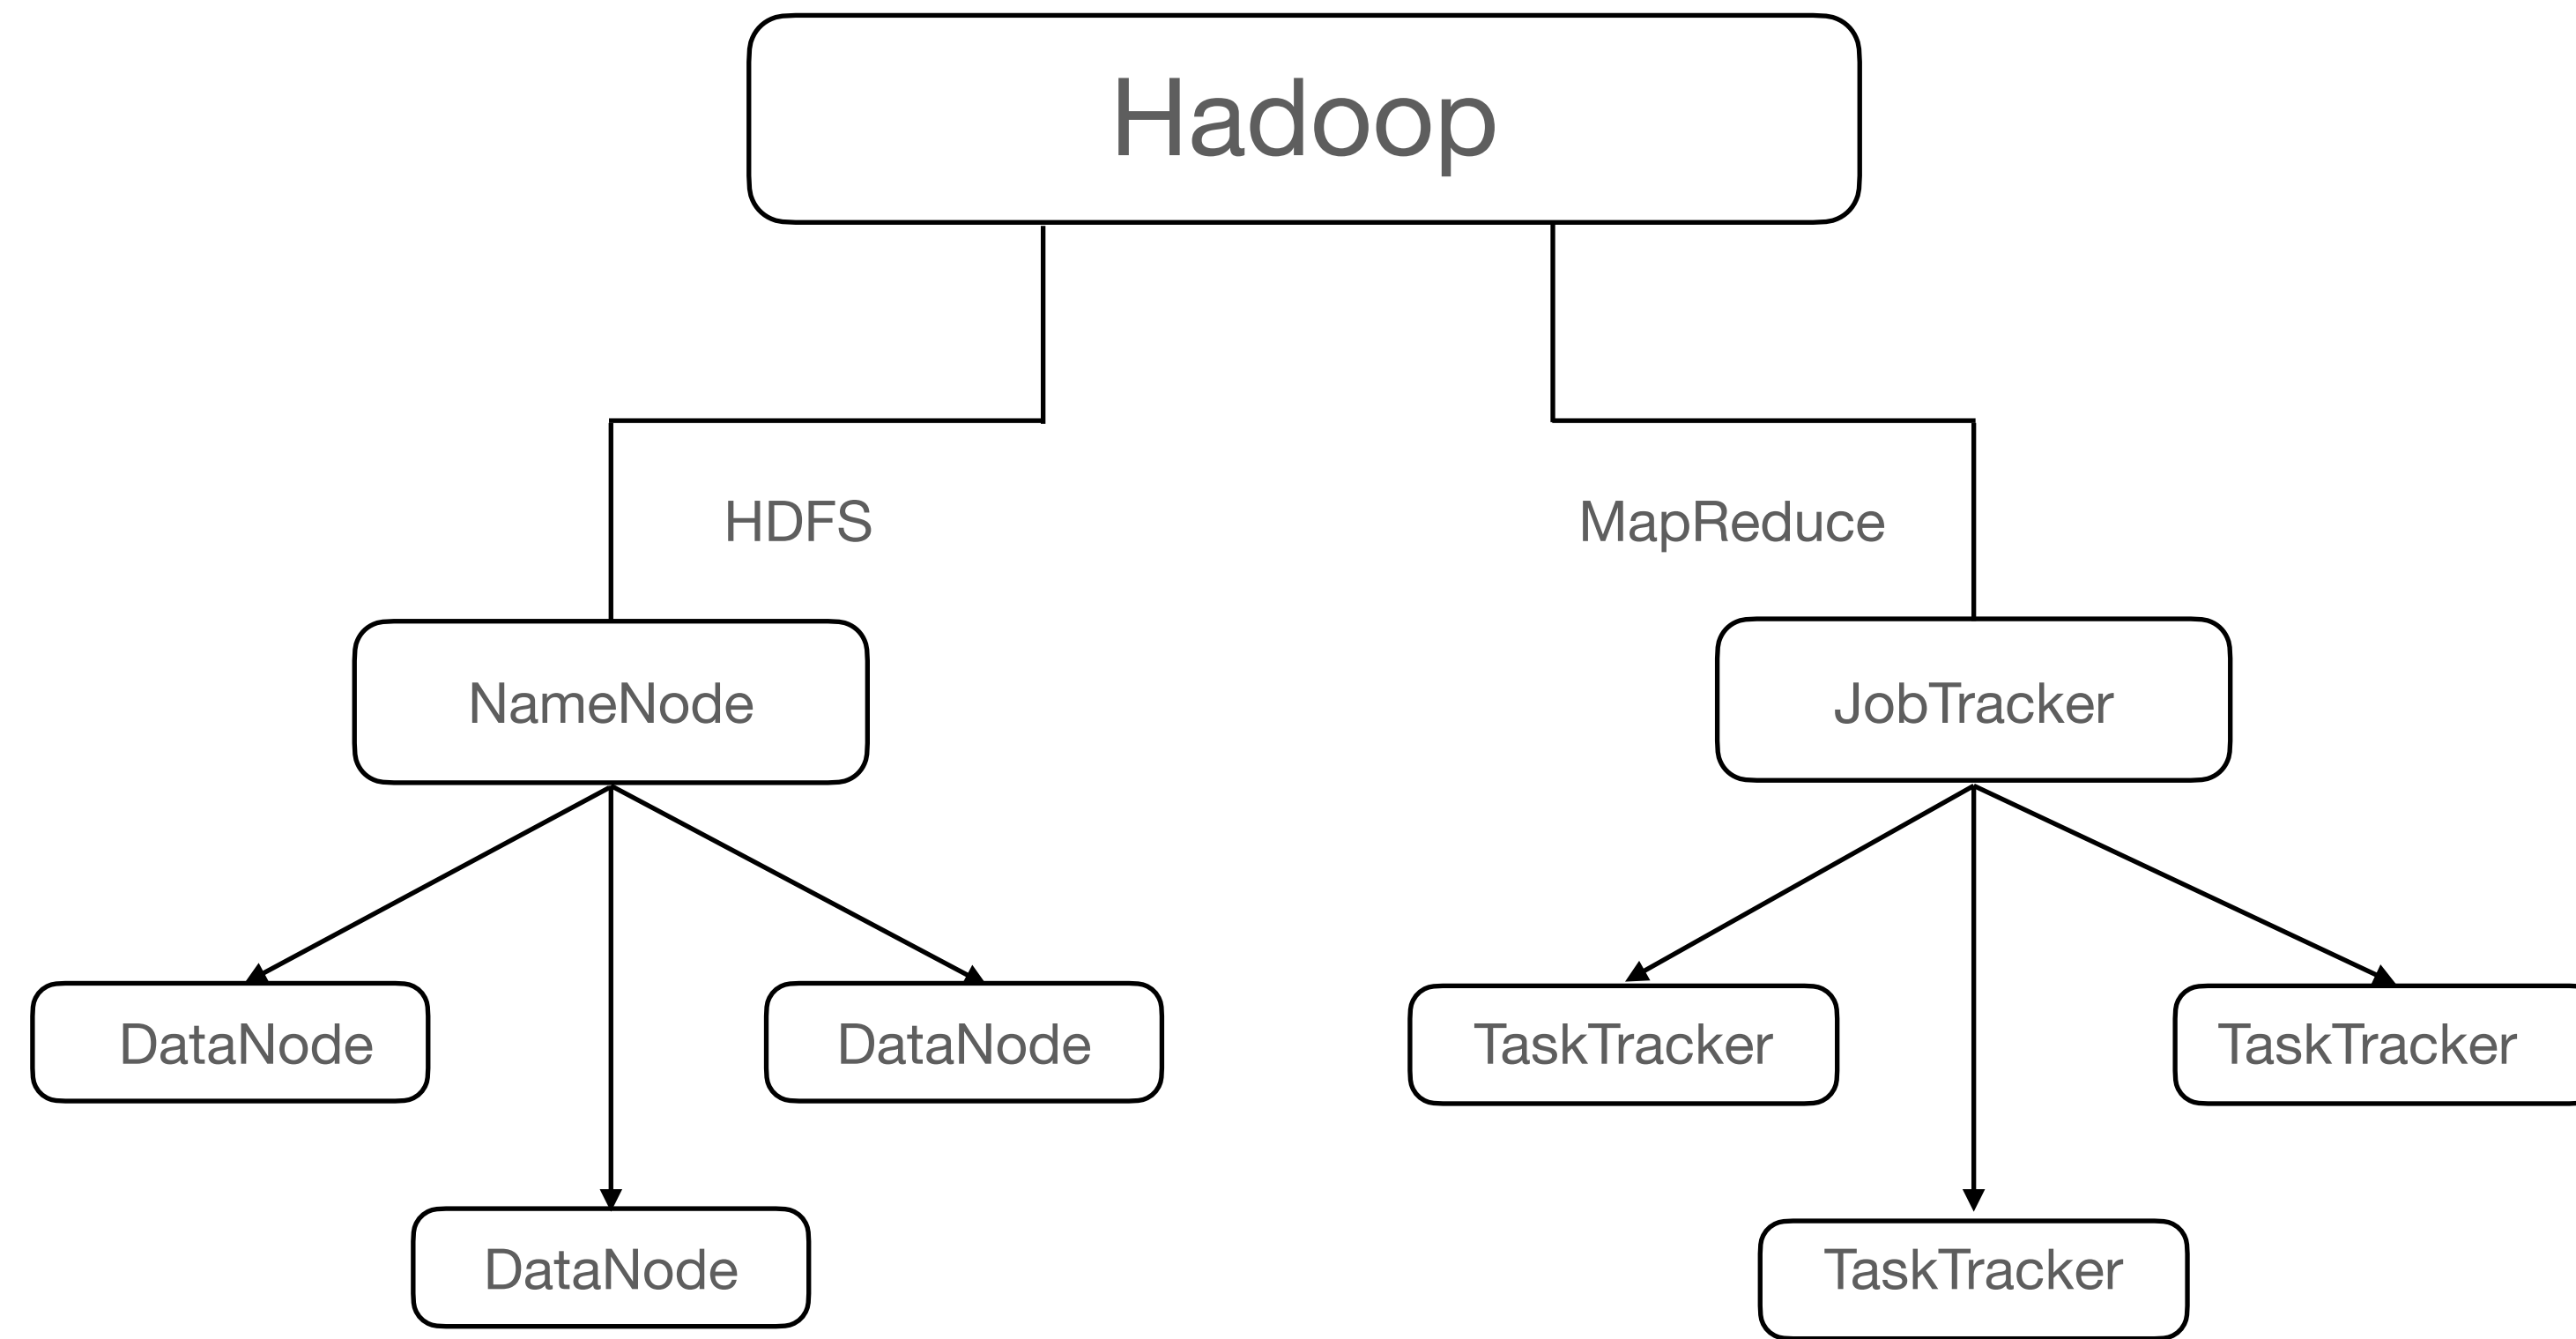 Hadoop
HDFS
MapReduce
NameNode
JobTracker
DataNode
DataNode
TaskTracker
TaskTracker
DataNode
TaskTracker